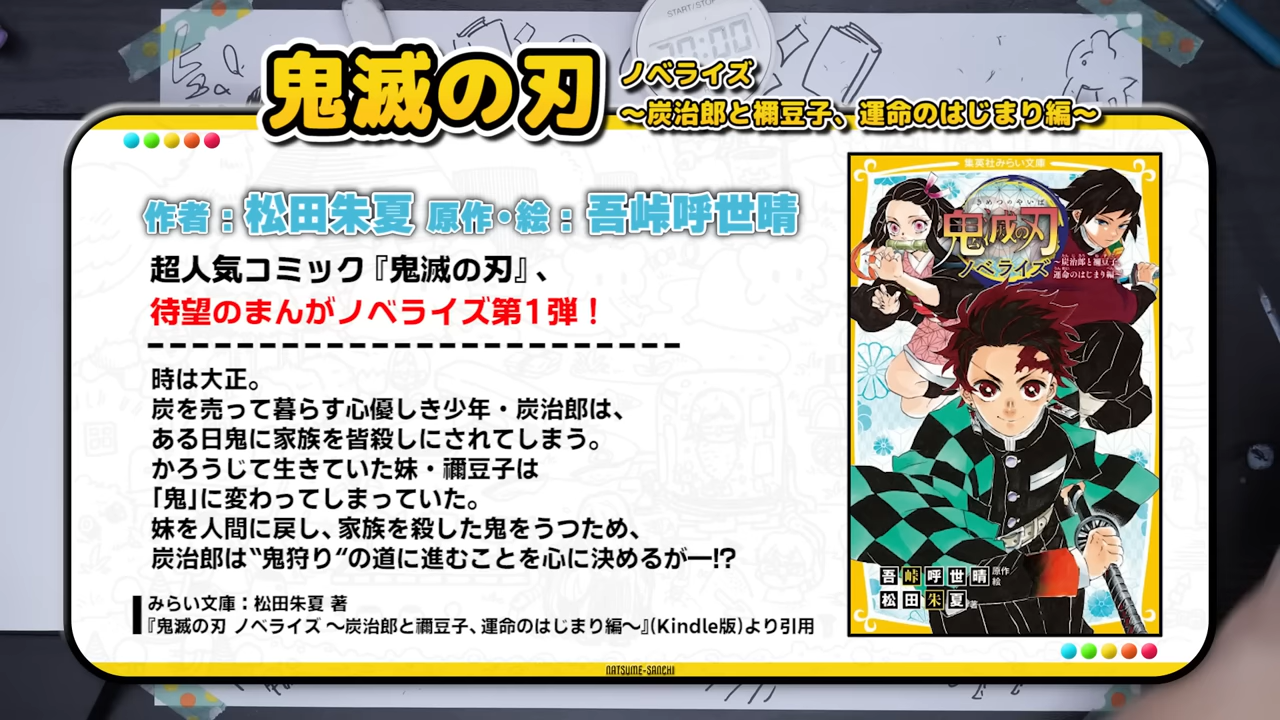 START/STOP
鬼滅の刃
ノベライズ
～炭治郎と禰豆子、運命のはじまり編～
作者：松田朱夏 原作・絵：吾峠呼世晴
超人気コミック『鬼滅の刃』、
待望のまんがノベライズ第1弾！
時は大正。
炭を売って暮らす心優しき少年・炭治郎は、
ある日鬼に家族を皆殺しにされてしまう。
かろうじて生きていた妹・禰豆子は
「鬼」に変わってしまっていた。
妹を人間に戻し、家族を殺した鬼をうつため、
炭治郎は〝鬼狩り“の道に進むことを心に決めるが―!?
みらい文庫：松田朱夏 著
『鬼滅の刃 ノベライズ ～炭治郎と禰豆子、運命のはじまり編～』(Kindle版)より引用
集英社みらい文庫
きめつのやいば
鬼滅の刃
ノベライズ
～炭治郎と禰豆子、
運命のはじまり編～
吾峠呼世晴 原作 絵
松田朱夏 著
NATSUME-SANCHI